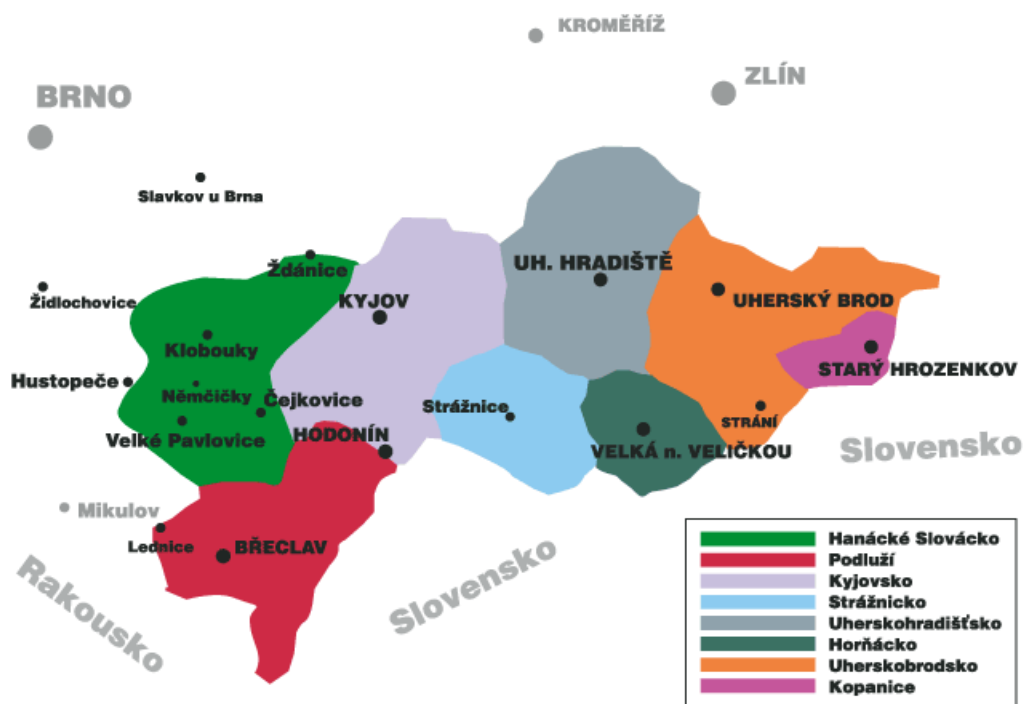 KROMĚŘÍŽ
ZLÍN
BRNO
Slavkov u Brna
Ždánice
UH. HRADIŠTĚ
Židlochovice
KYJOV
UHERSKÝ BROD
Klobouky
STARÝ HROZENKOV
Hustopeče
Němčičky
Čejkovice
Strážnice
STRÁNÍ
Velké Pavlovice
HODONÍN
VELKÁ n. VELIČKOU
Slovensko
Mikulov
Lednice
BŘECLAV
Rakousko
Slovensko
Hanácké Slovácko
Podluží
Kyjovsko
Strážnicko
Uherskohradišťsko
Horňácko
Uherskobrodsko
Kopanice